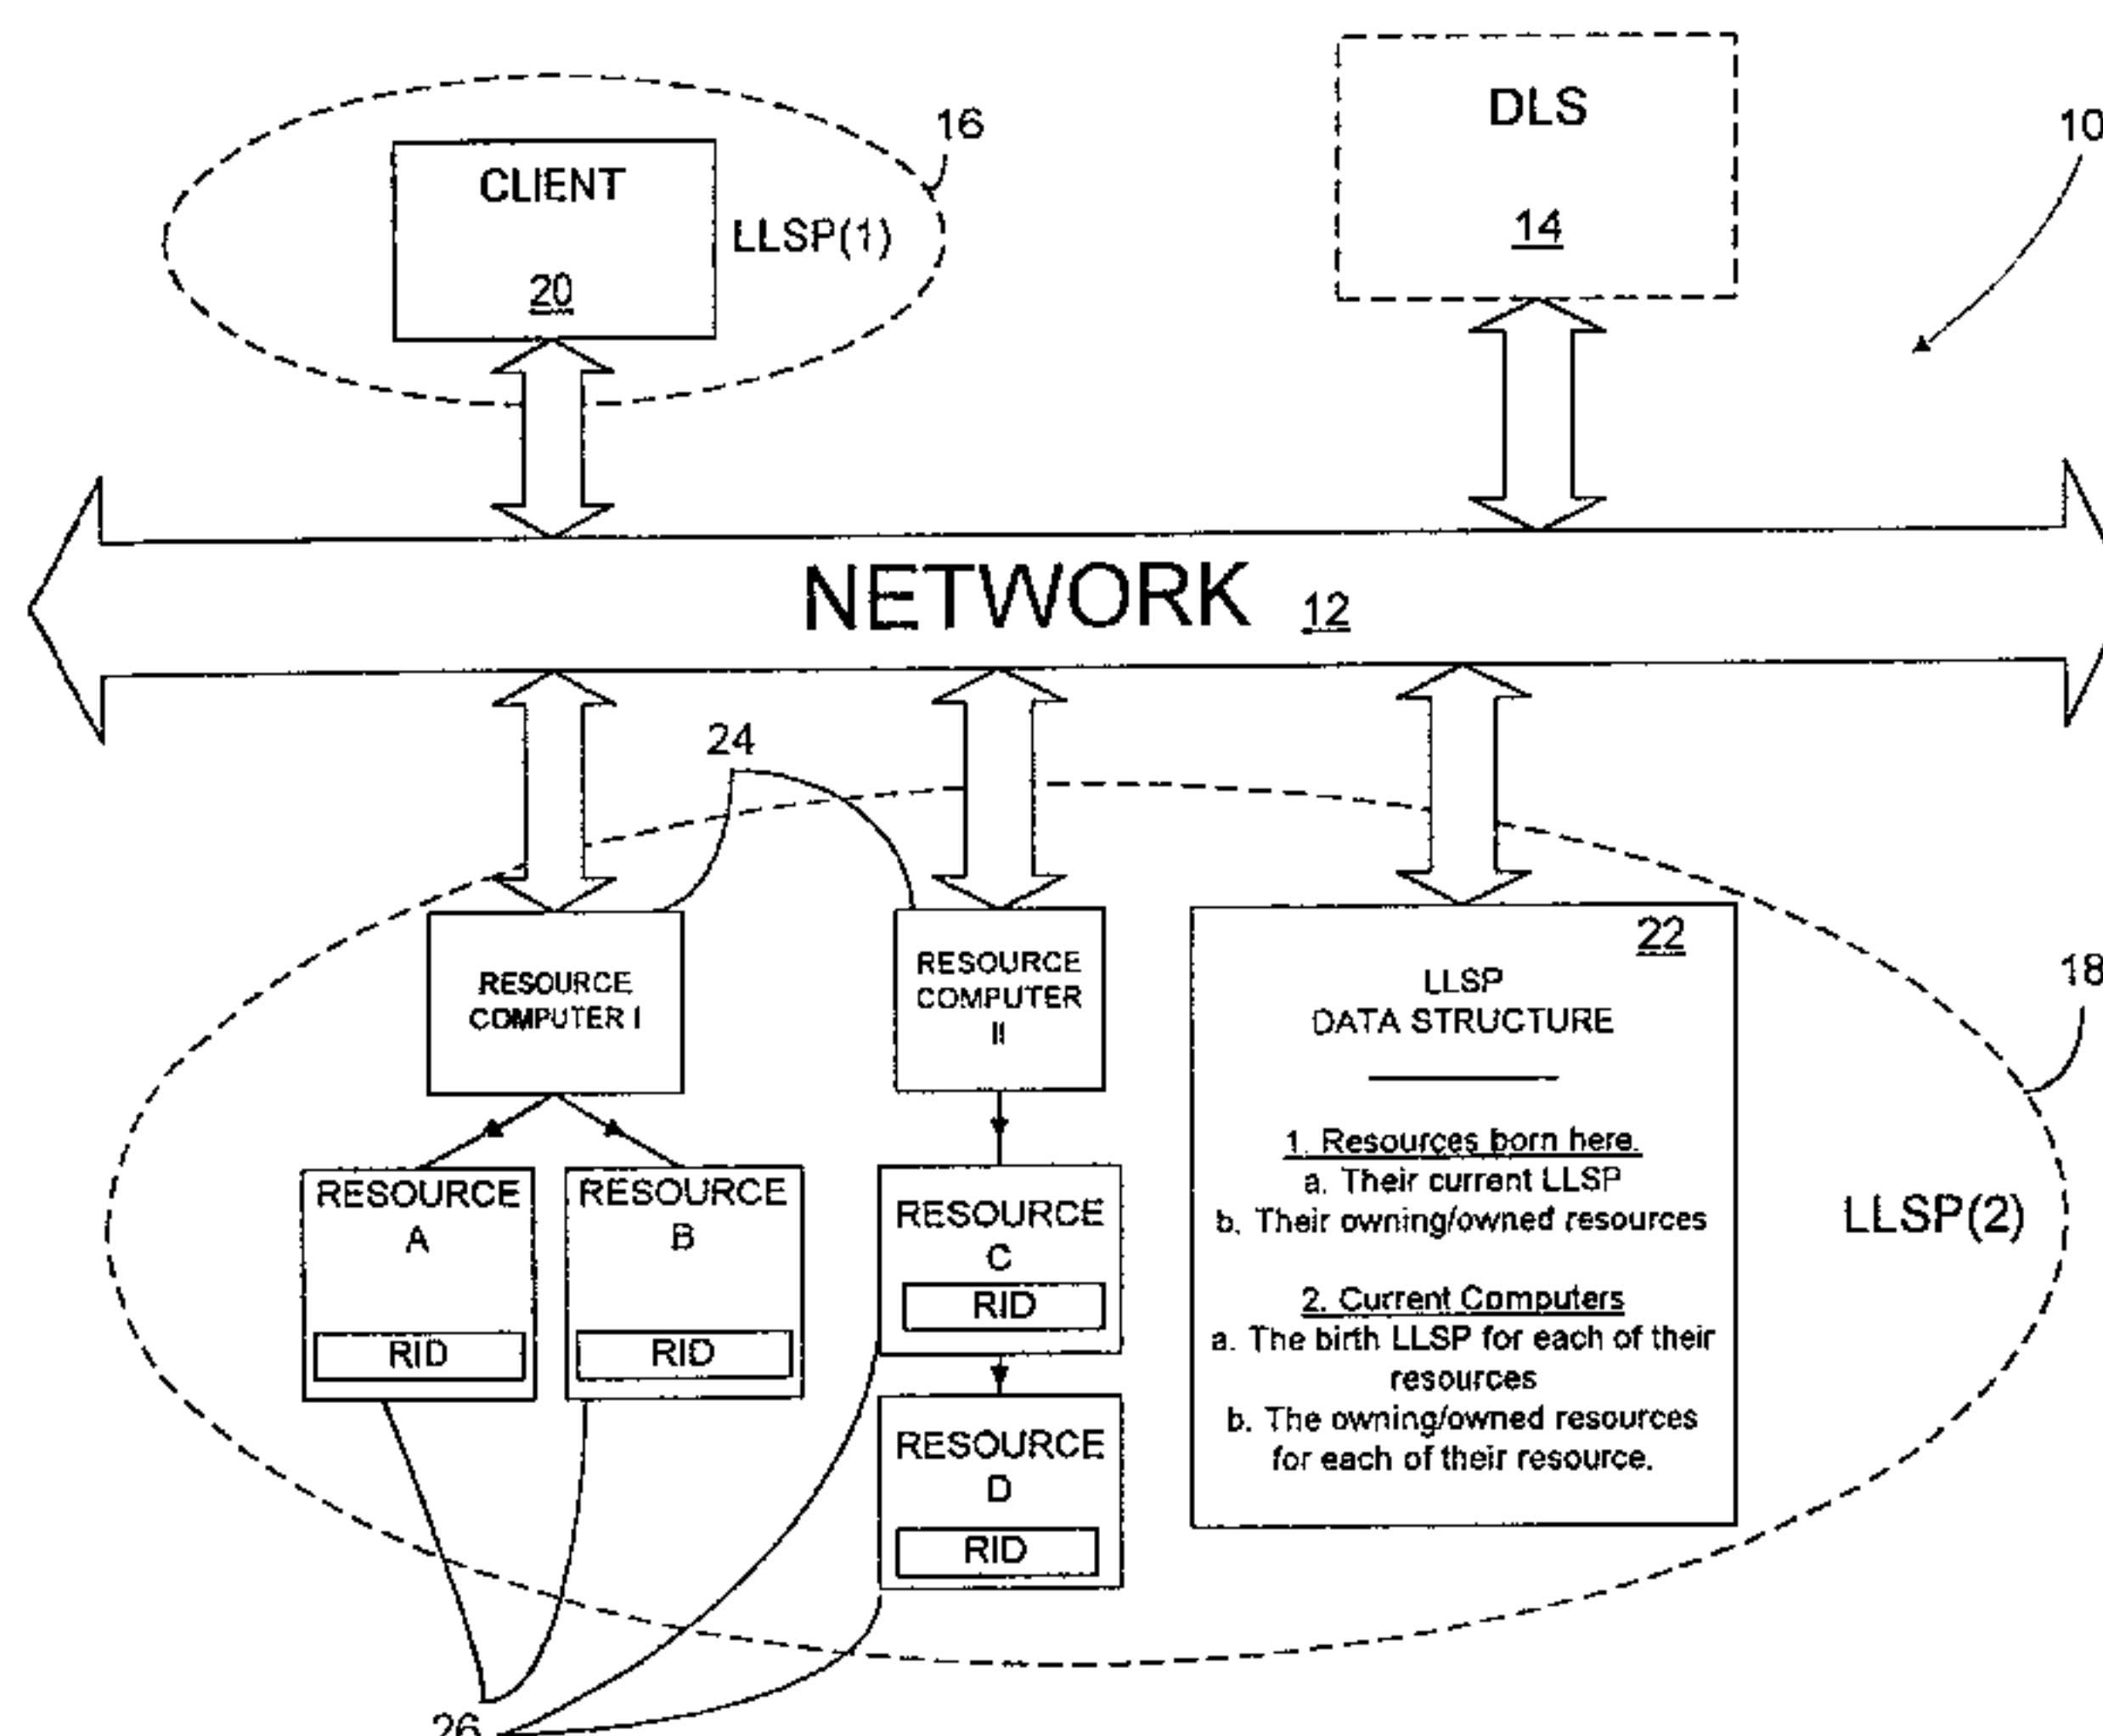 DLS
14
10
16
CLIENT
20
LLSP(1)
NETWORK 12
24
RESOURCE
COMPUTER I
RESOURCE
COMPUTER
II
22
LLSP
DATA STRUCTURE
1. Resources born here.
a. Their current LLSP
b. Their owning/owned resources
2. Current Computers
a. The birth LLSP for each of their
resources
b. The owning/owned resources
for each of their resource.
18
LLSP(2)
RESOURCE
A
RID
RESOURCE
B
RID
RESOURCE
C
RID
RESOURCE
D
RID
26